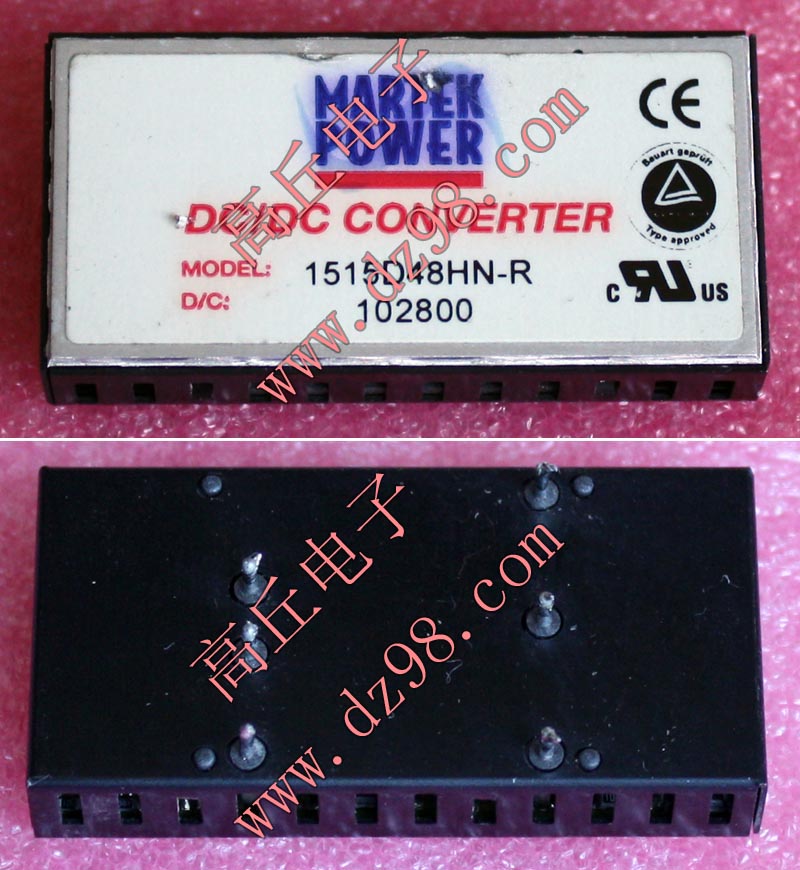 MARTEK
POWER
DC/DC CONVERTER
MODEL: 1515D48HN-R
D/C: 102800
CE
Bauart geprüft
Type approved
C RU US
高丘电子
www.dz98.com
高丘电子
www.dz98.com